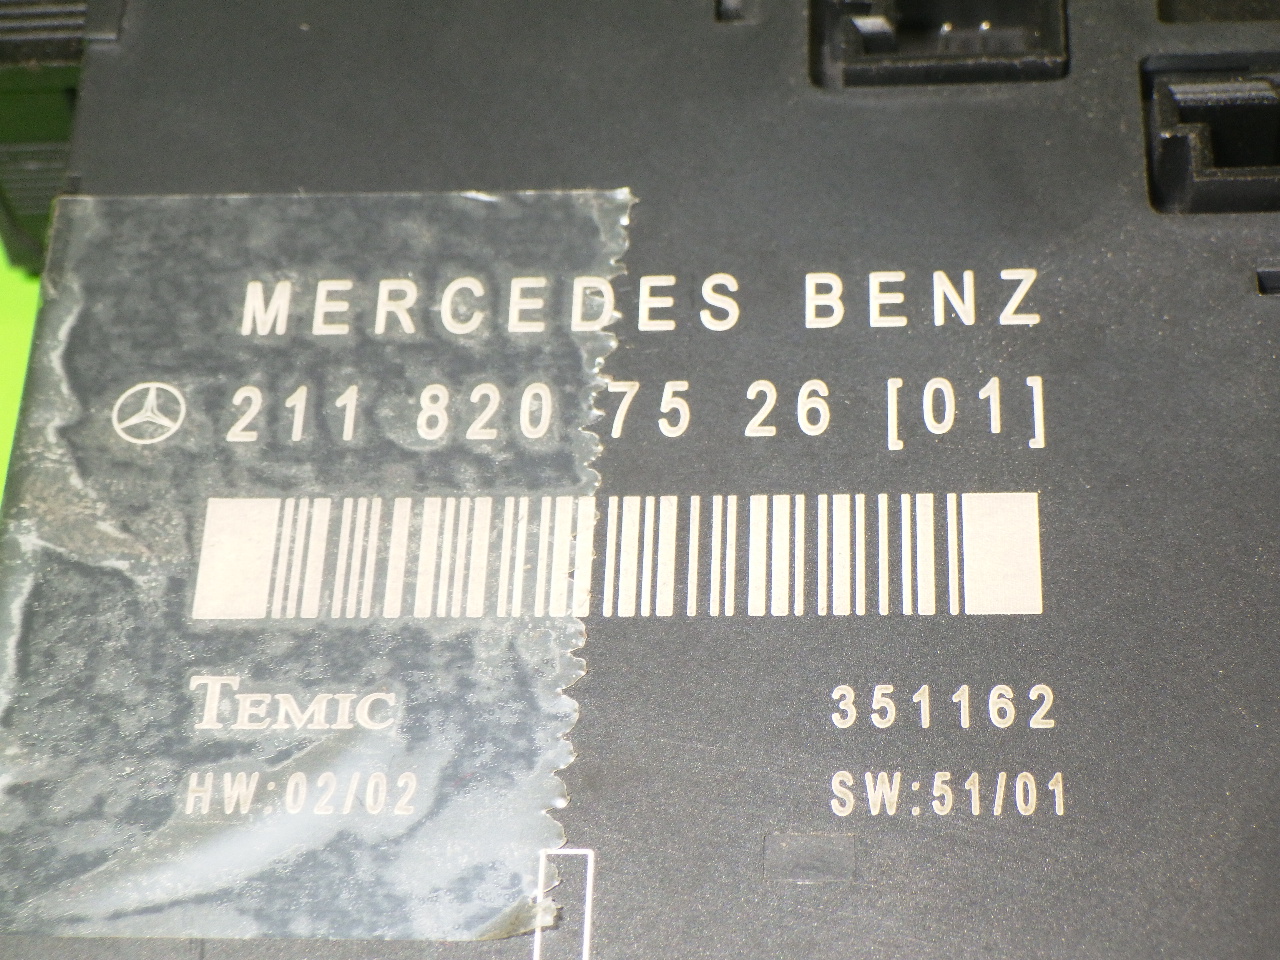 MERCEDES BENZ
211 820 75 26 [01]
TEMIC 351162
HW:02/02 SW:51/01